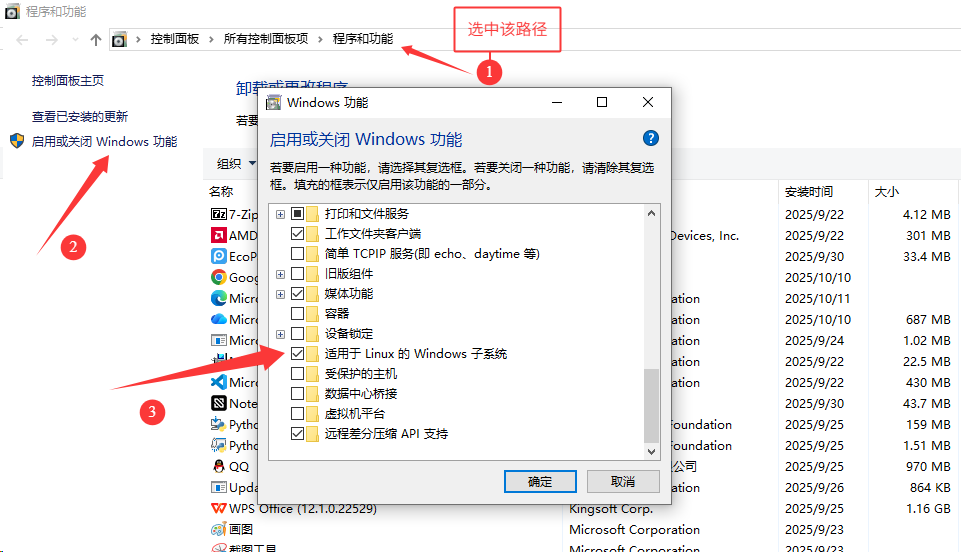 程序和功能
控制面板 > 所有控制面板项 > 程序和功能
选中该路径
1
控制面板主页
查看已安装的更新
启用或关闭 Windows 功能
2
卸载或更改程序
若要
组织
名称
安装时间
大小
Windows 功能
启用或关闭 Windows 功能
若要启用一种功能，请选择其复选框。若要关闭一种功能，请清除其复选
框。填充的框表示仅启用该功能的一部分。
打印和文件服务
工作文件夹客户端
简单 TCPIP 服务(即 echo、daytime 等)
旧版组件
媒体功能
容器
设备锁定
适用于 Linux 的 Windows 子系统
受保护的主机
数据中心桥接
虚拟机平台
远程差分压缩 API 支持
确定
取消
3
7-Zip 2025/9/22 4.12 MB
AMD Devices, Inc. 2025/9/22 301 MB
EcoP 2025/9/30 33.4 MB
Goog 2025/10/10
Micro ation 2025/10/11
Micro ation 2025/10/10 687 MB
Micro ation 2025/9/24 1.02 MB
ation 2025/9/22 22.5 MB
Micro ation 2025/9/22 430 MB
Note 2025/9/30 43.7 MB
Pytho Foundation 2025/9/25 159 MB
Pytho Foundation 2025/9/25 1.51 MB
QQ 公司 2025/9/25 970 MB
Upda ation 2025/9/26 864 KB
WPS Office (12.1.0.22529) Kingsoft Corp. 2025/9/25 1.16 GB
画图 Microsoft Corporation 2025/9/23
截图工具 Microsoft Corporation 2025/9/23